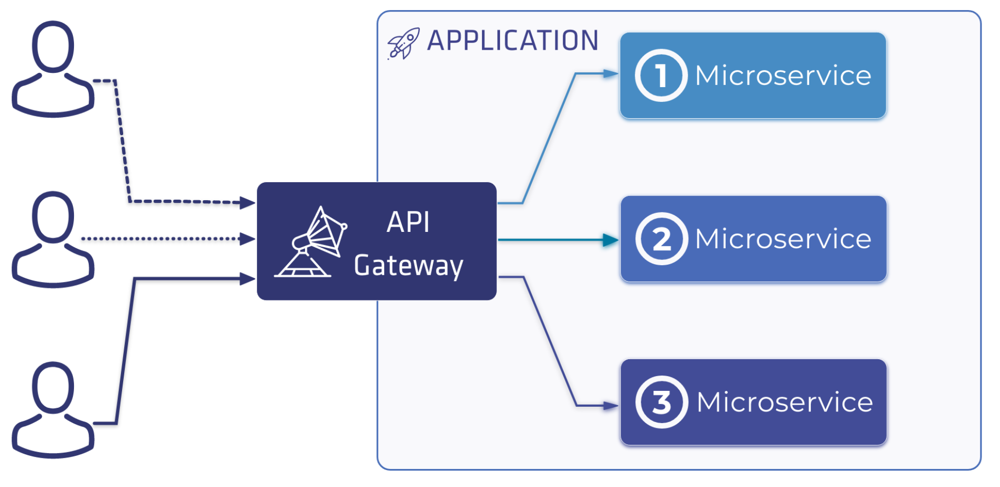 APPLICATION
1 Microservice
API
Gateway
2 Microservice
3 Microservice